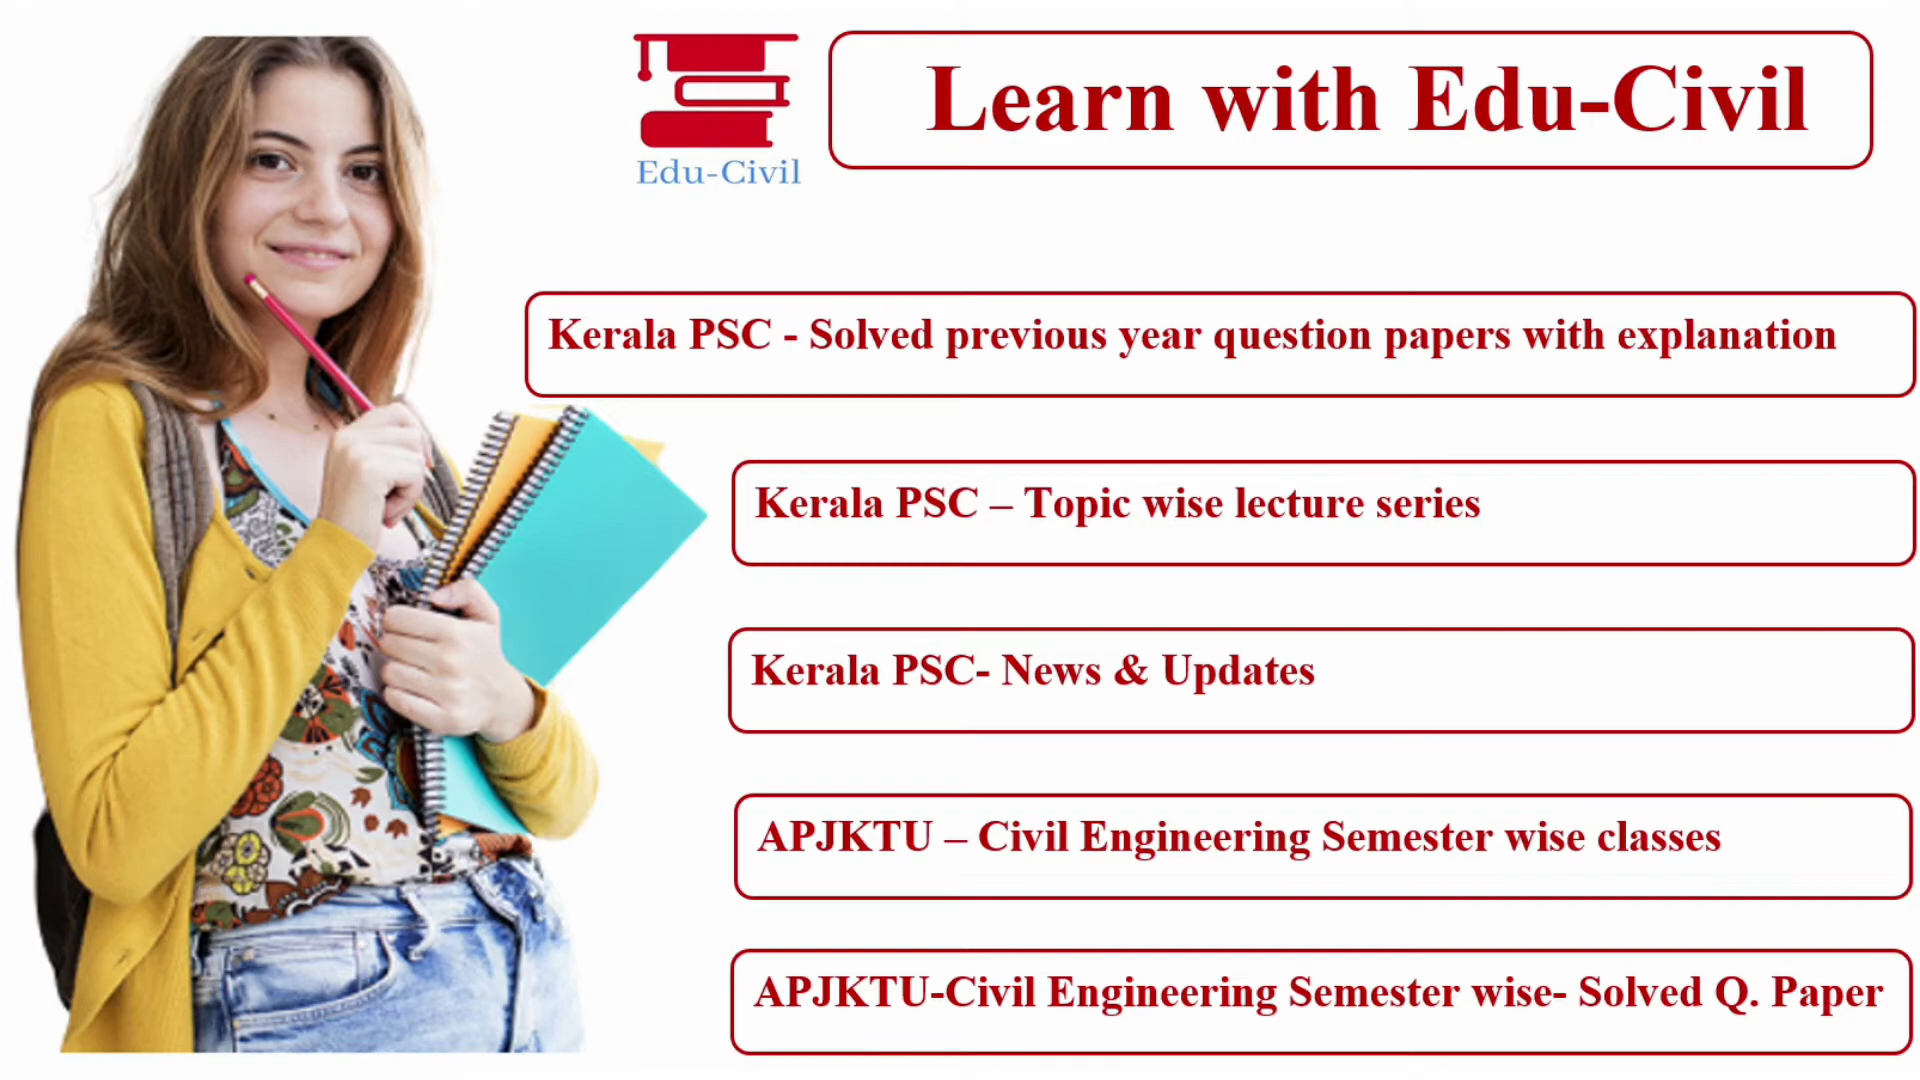 Edu-Civil
Learn with Edu-Civil
Kerala PSC - Solved previous year question papers with explanation
Kerala PSC – Topic wise lecture series
Kerala PSC- News & Updates
APJKTU – Civil Engineering Semester wise classes
APJKTU-Civil Engineering Semester wise- Solved Q. Paper